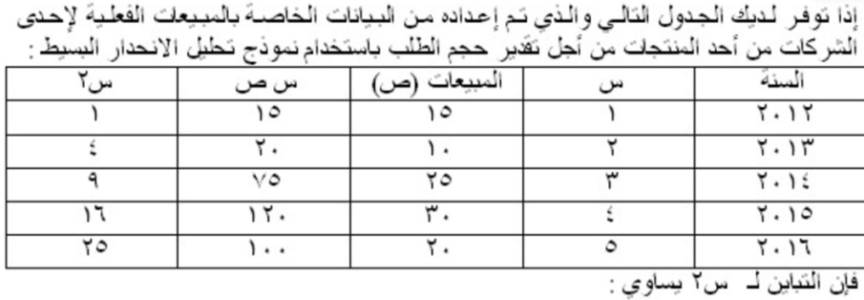 إذا توفر لديك الجدول التالي والذي تم إعداده من البيانات الخاصة بالمبيعات الفعلية لإحدى
الشركات من أحد المنتجات من أجل تقدير حجم الطلب باستخدام نموذج تحليل الانحدار البسيط :
السنة س المبيعات (ص) س ص س٢
٢٠١٢ ١ ١٥ ١٥ ١
٢٠١٣ ٢ ١٠ ٢٠ ٤
٢٠١٤ ٣ ٢٥ ٧٥ ٩
٢٠١٥ ٤ ٣٠ ١٢٠ ١٦
٢٠١٦ ٥ ٢٠ ١٠٠ ٢٥
فإن التباين لـ س٢ يساوي :